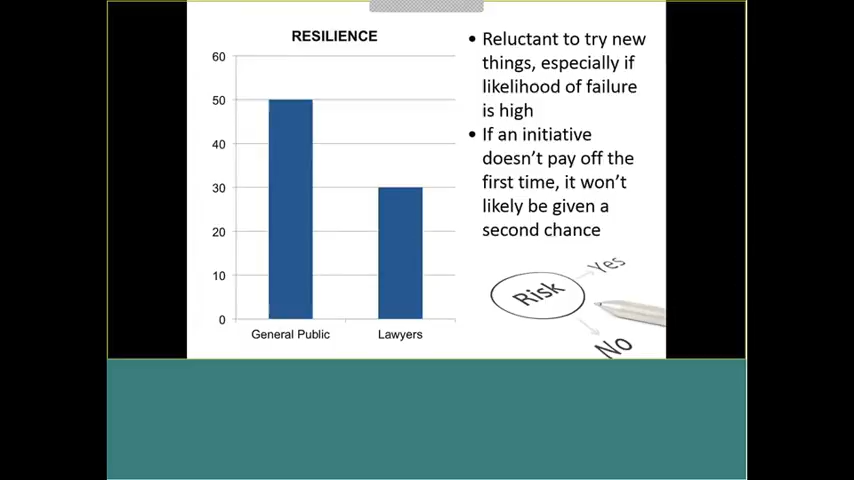 RESILIENCE
60
50
40
30
20
10
0
General Public
Lawyers
• Reluctant to try new
things, especially if
likelihood of failure
is high
• If an initiative
doesn't pay off the
first time, it won't
likely be given a
second chance
Yes
Risk
No